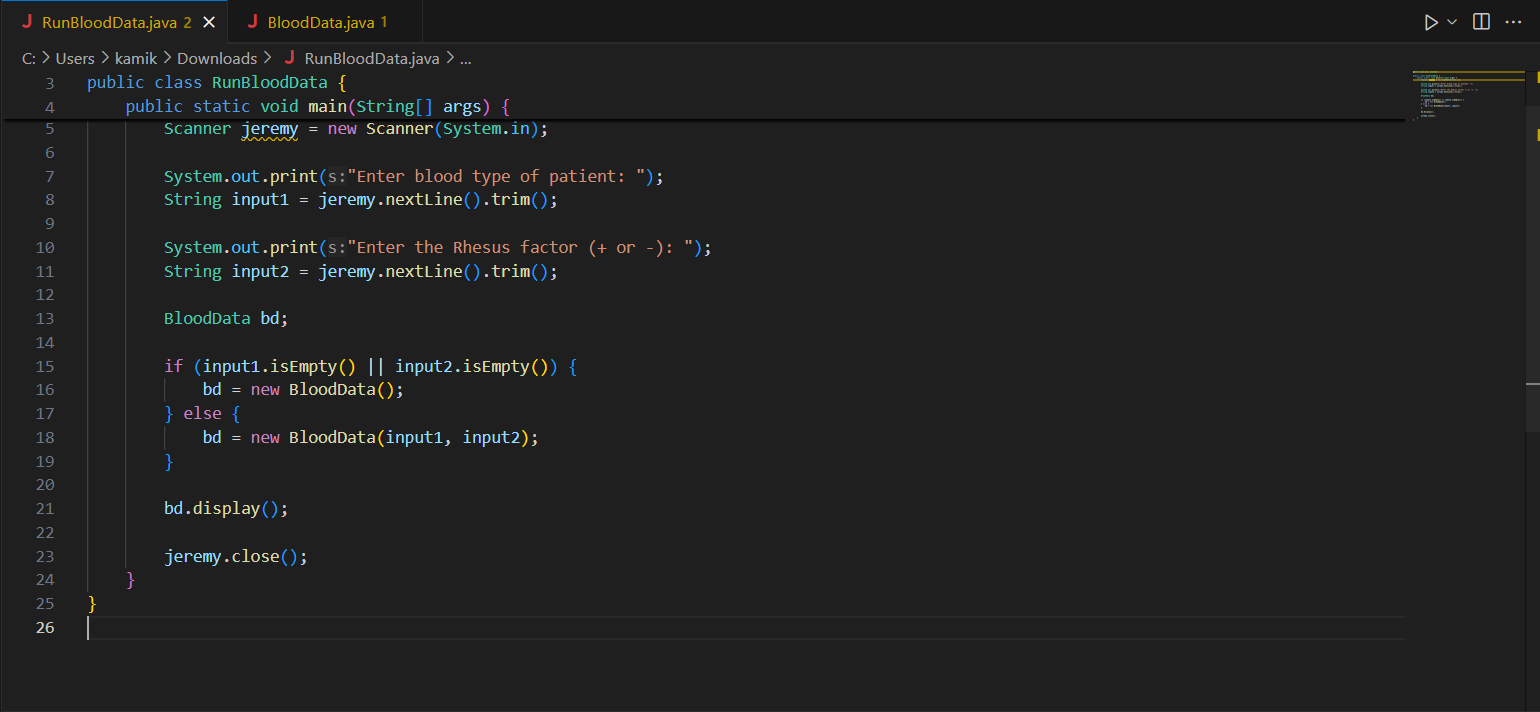 J RunBloodData.java 2 × J BloodData.java 1
C: > Users > kamik > Downloads > J RunBloodData.java > ...
3 public class RunBloodData {
4 public static void main(String[] args) {
5 Scanner jeremy = new Scanner(System.in);
6
7 System.out.print(s:"Enter blood type of patient: ");
8 String input1 = jeremy.nextLine().trim();
9
10 System.out.print(s:"Enter the Rhesus factor (+ or -): ");
11 String input2 = jeremy.nextLine().trim();
12
13 BloodData bd;
14
15 if (input1.isEmpty() || input2.isEmpty()) {
16 bd = new BloodData();
17 } else {
18 bd = new BloodData(input1, input2);
19 }
20
21 bd.display();
22
23 jeremy.close();
24 }
25 }
26